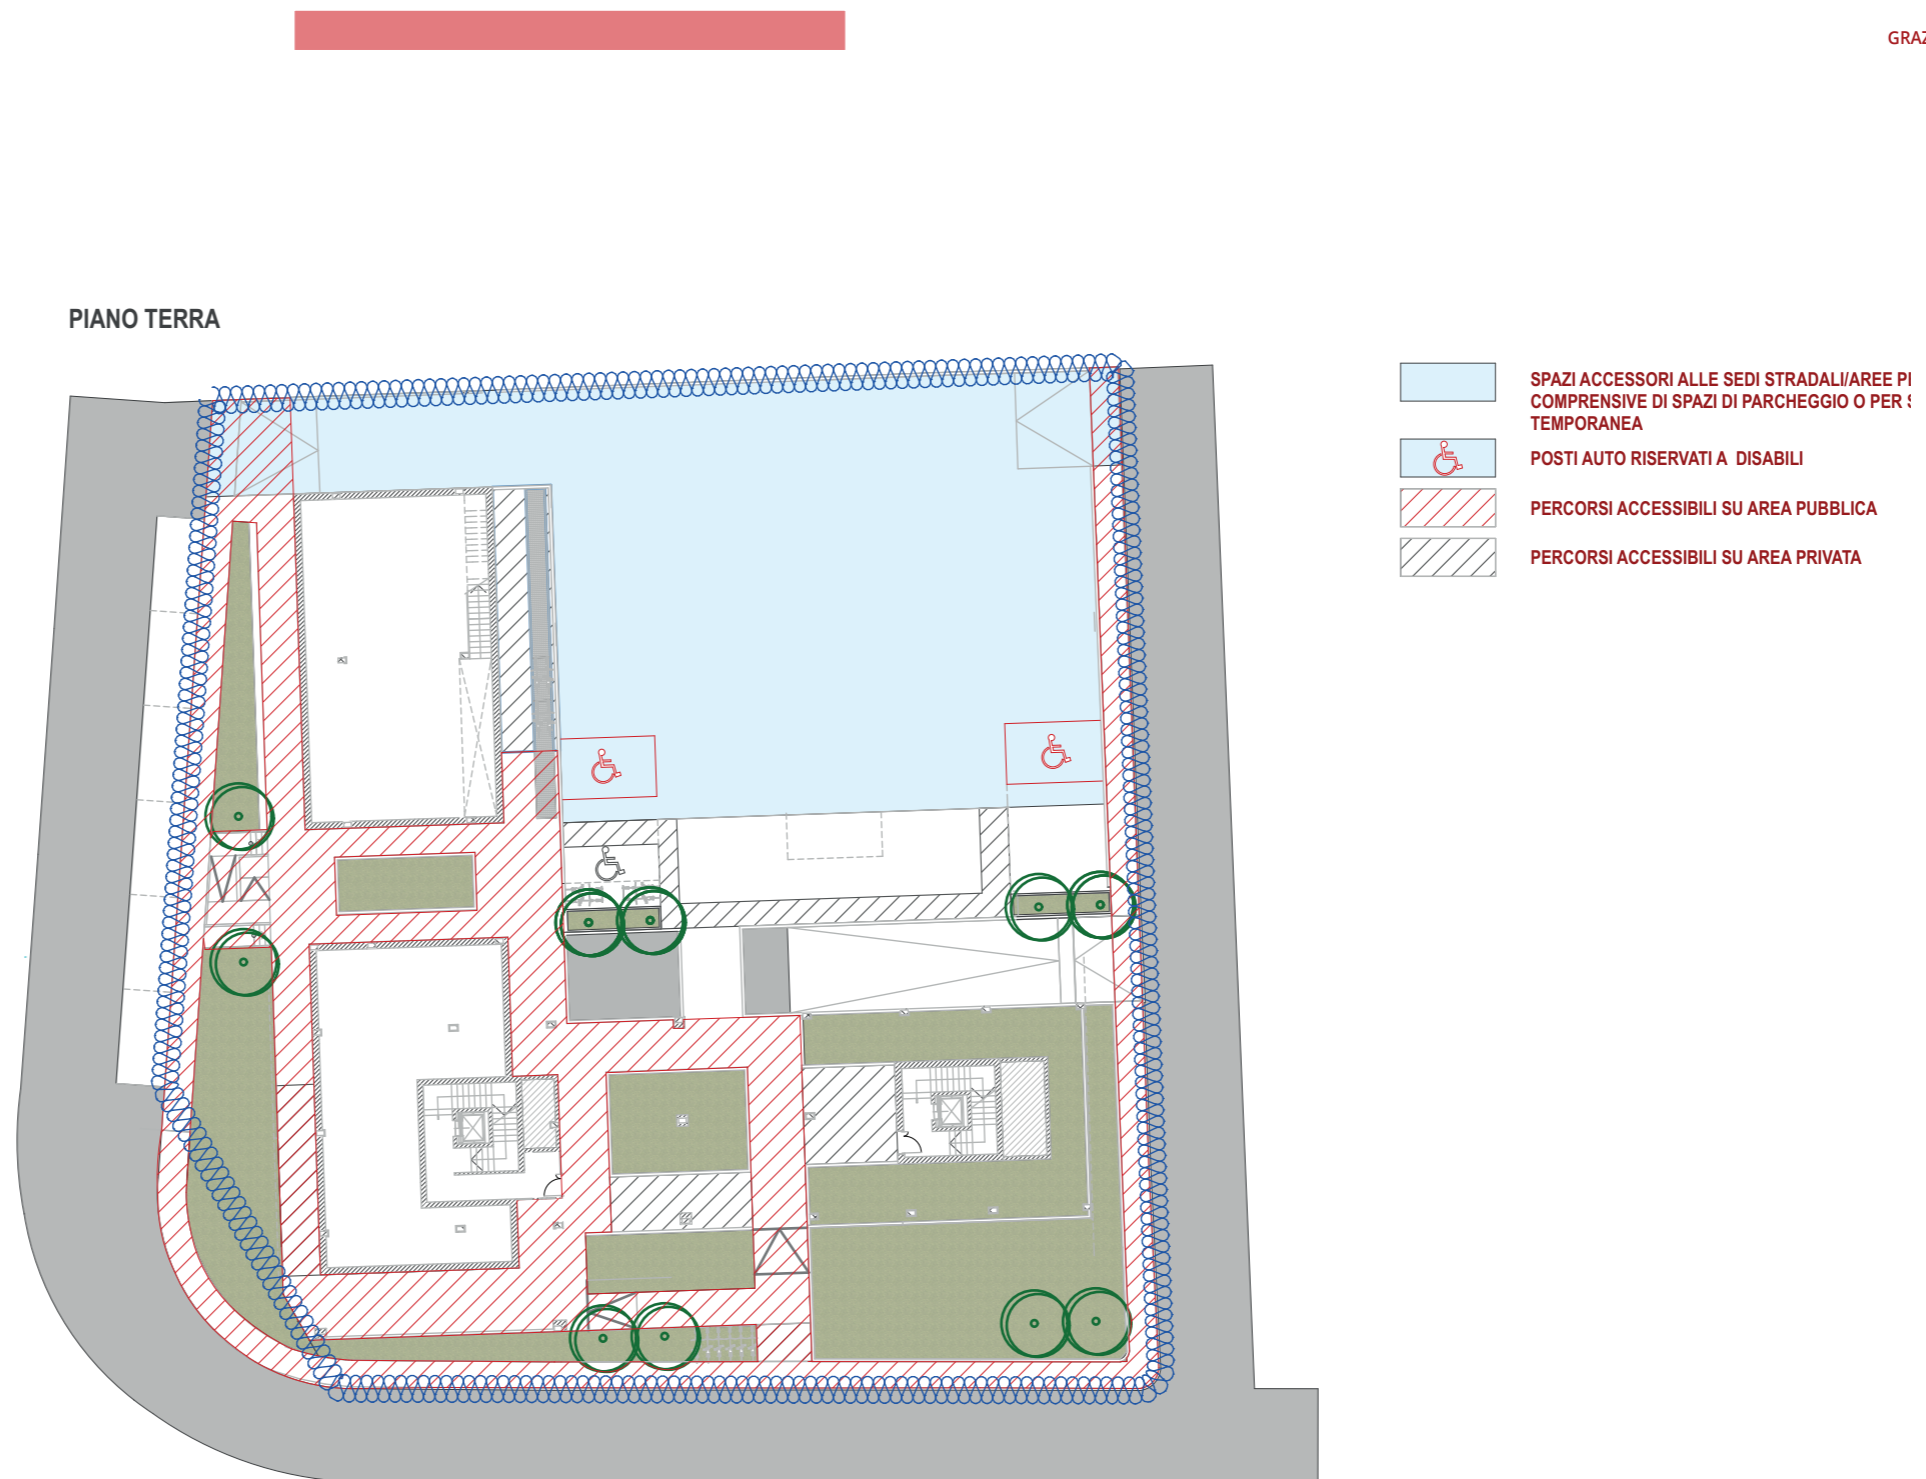 GRAZ
PIANO TERRA
SPAZI ACCESSORI ALLE SEDI STRADALI/AREE
COMPRENSIVE DI SPAZI DI PARCHEGGIO O PER
TEMPORANEA
POSTI AUTO RISERVATI A DISABILI
PERCORSI ACCESSIBILI SU AREA PUBBLICA
PERCORSI ACCESSIBILI SU AREA PRIVATA